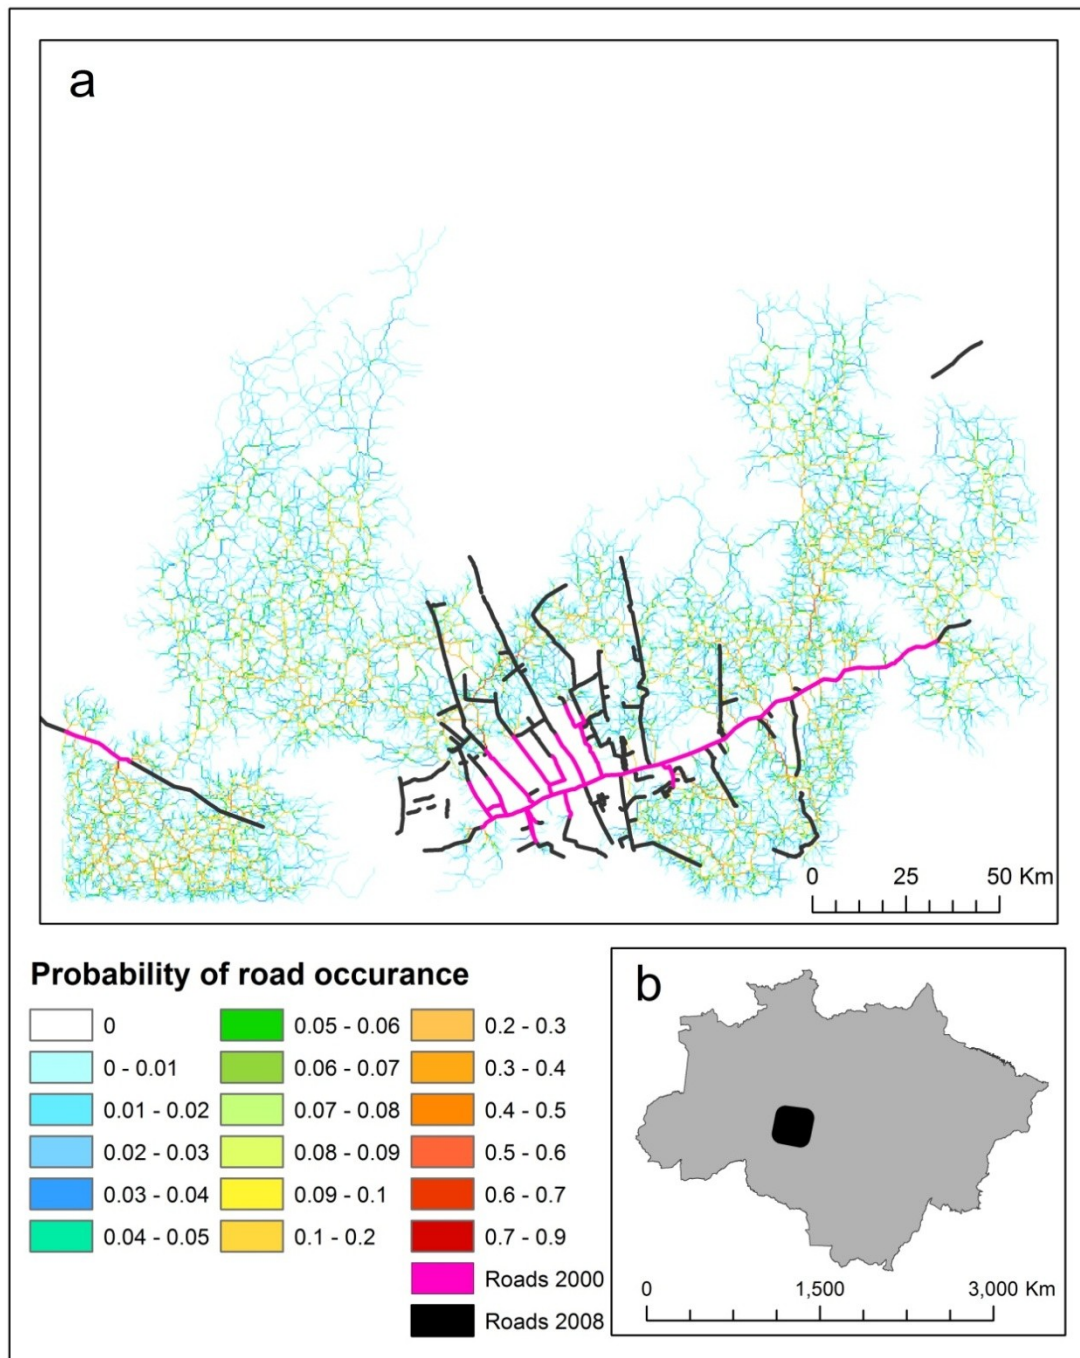 a
0 25 50 Km
Probability of road occurance
0
0 - 0.01
0.01 - 0.02
0.02 - 0.03
0.03 - 0.04
0.04 - 0.05
0.05 - 0.06
0.06 - 0.07
0.07 - 0.08
0.08 - 0.09
0.09 - 0.1
0.1 - 0.2
0.2 - 0.3
0.3 - 0.4
0.4 - 0.5
0.5 - 0.6
0.6 - 0.7
0.7 - 0.9
Roads 2000
Roads 2008
b
0 1,500 3,000 Km